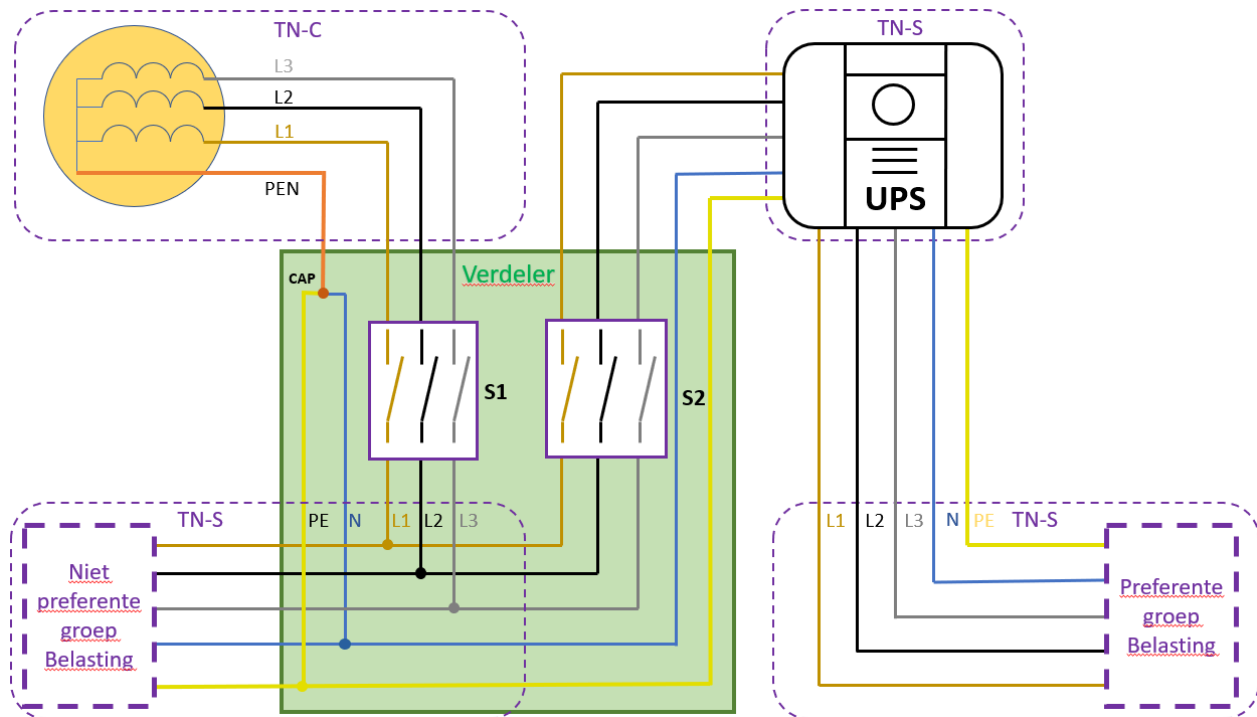 TN-C
L3
L2
L1
PEN
TN-S
UPS
CAP
Verdeler
S1
S2
TN-S
PE N L1 L2 L3
Niet
preferente
groep
Belasting
L1 L2 L3 N PE TN-S
Preferente
groep
Belasting